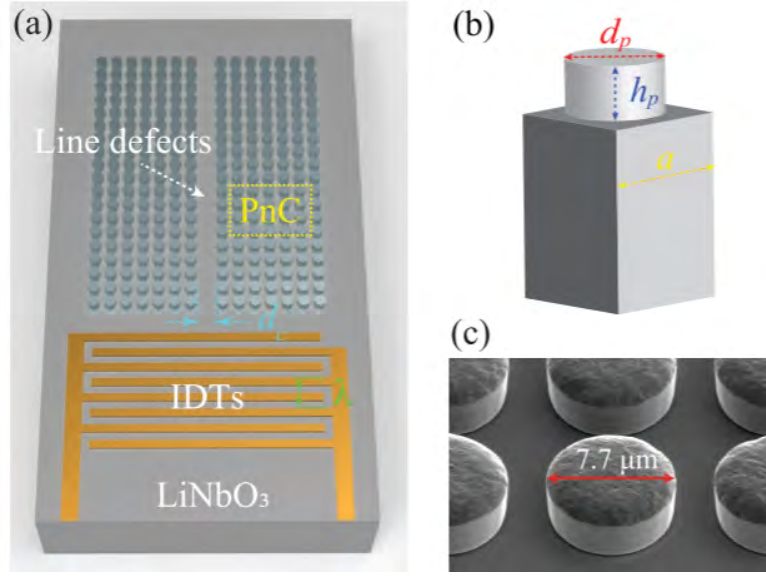 (a)
Line defects
PnC
IDTs
λ
LiNbO₃
(b)
dₚ
hₚ
a
(c)
7.7 μm